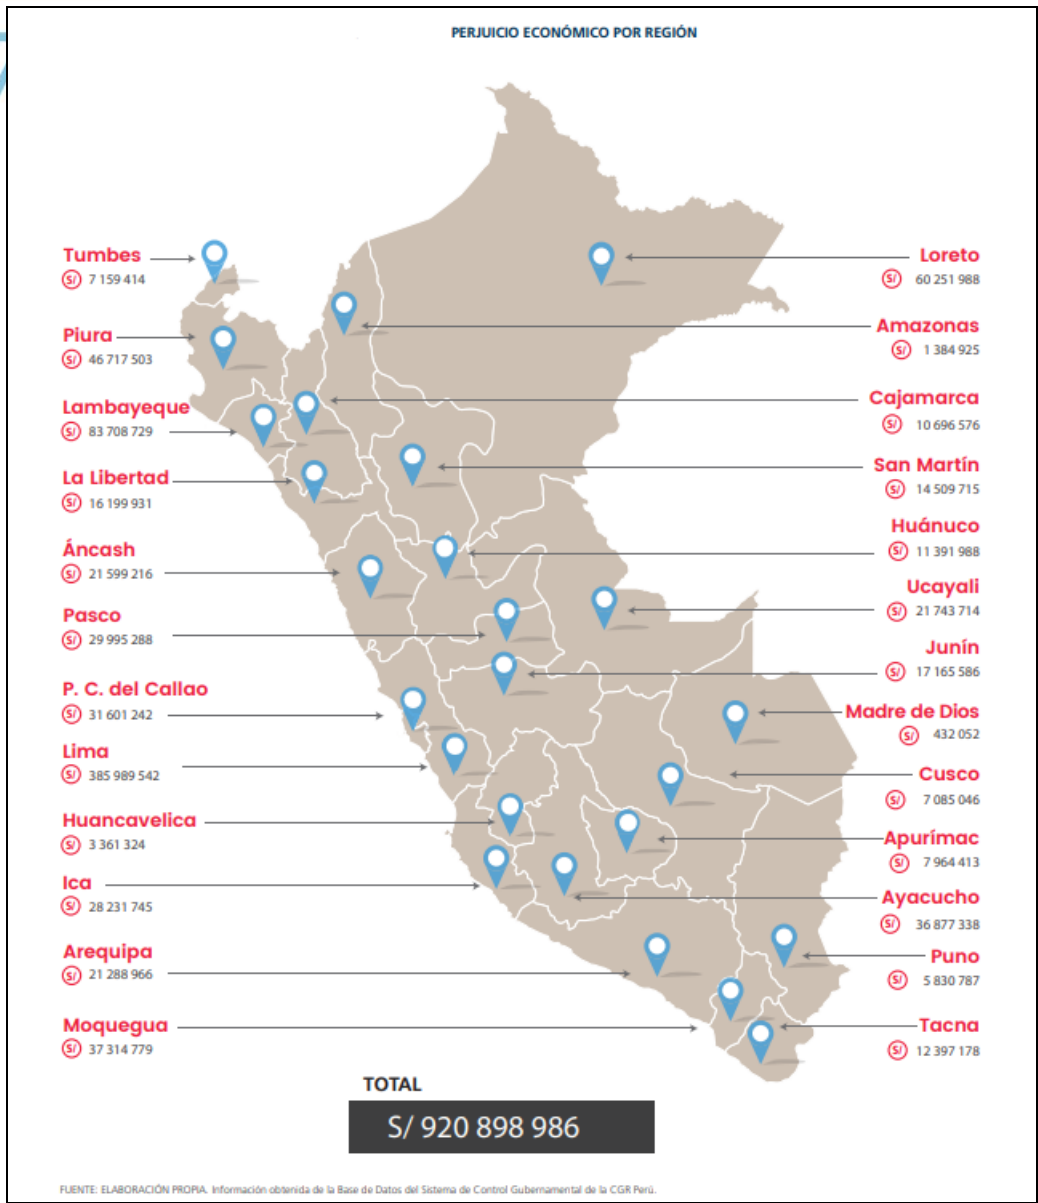 PERJUICIO ECONÓMICO POR REGIÓN
Tumbes
S/ 7 159 414
Piura
S/ 46 717 503
Lambayeque
S/ 83 708 729
La Libertad
S/ 16 199 931
Áncash
S/ 21 599 216
Pasco
S/ 29 995 288
P. C. del Callao
S/ 31 601 242
Lima
S/ 385 989 542
Huancavelica
S/ 3 361 324
Ica
S/ 28 231 745
Arequipa
S/ 21 288 966
Moquegua
S/ 37 314 779
Loreto
S/ 60 251 988
Amazonas
S/ 1 384 925
Cajamarca
S/ 10 696 576
San Martín
S/ 14 509 715
Huánuco
S/ 11 391 988
Ucayali
S/ 21 743 714
Junín
S/ 17 165 586
Madre de Dios
S/ 432 052
Cusco
S/ 7 085 046
Apurímac
S/ 7 964 413
Ayacucho
S/ 36 877 338
Puno
S/ 5 830 787
Tacna
S/ 12 397 178
TOTAL
S/ 920 898 986
FUENTE: ELABORACIÓN PROPIA. Información obtenida de la Base de Datos del Sistema de Control Gubernamental de la CGR Perú.